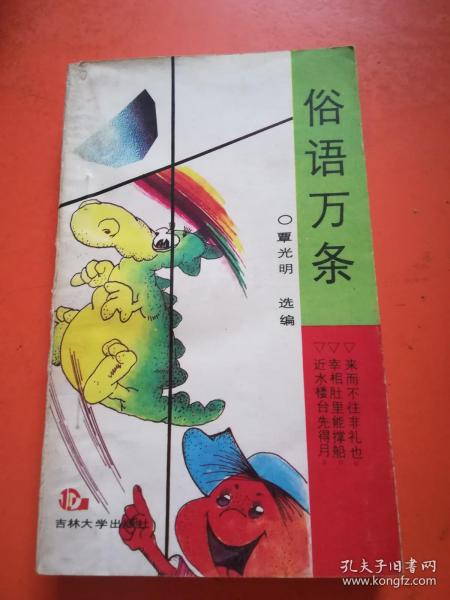 俗语万条
○覃光明 选编
▽来而不往非礼也。
▽宰相肚里能撑船。
▽近水楼台先得月。
吉林大学出版社
孔夫子旧书网
www.kongfz.com